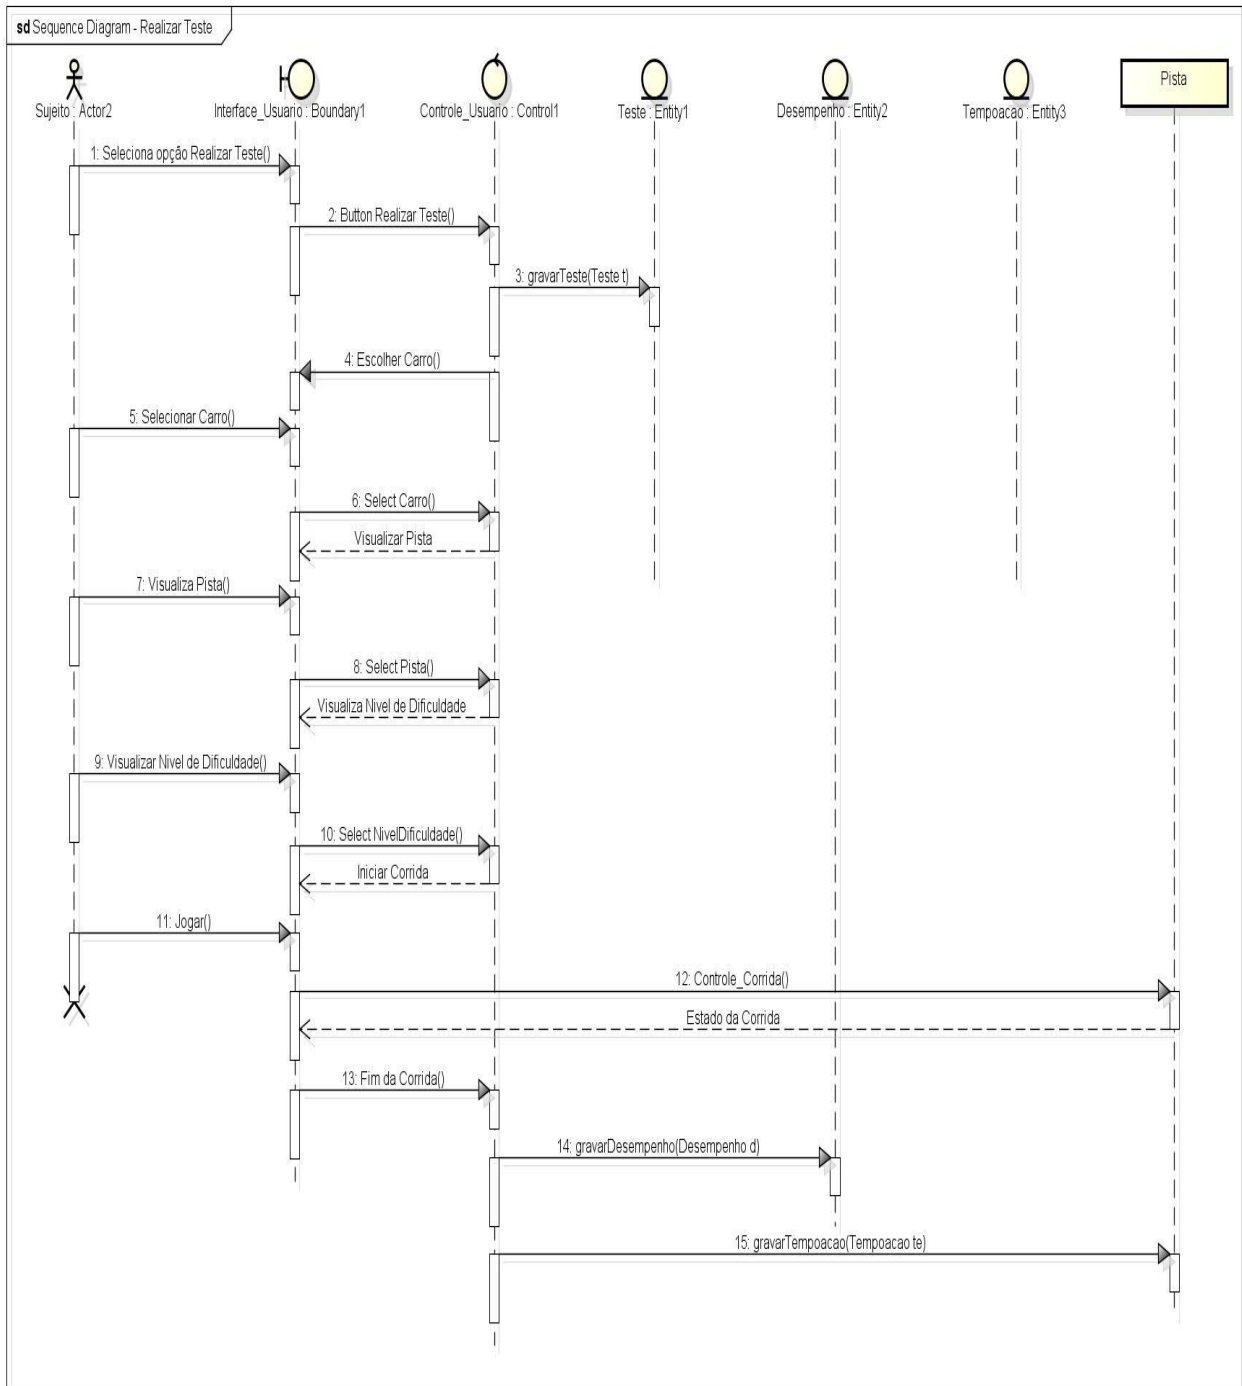 sd Sequence Diagram - Realizar Teste
Sujeito : Actor2
Interface_Usuario : Boundary1
Controle_Usuario : Control1
Teste : Entity1
Desempenho : Entity2
Tempoacao : Entity3
Pista
1: Seleciona opção Realizar Teste()
2: Button Realizar Teste()
3: gravarTeste(Teste t)
4: Escolher Carro()
5: Selecionar Carro()
6: Select Carro()
Visualizar Pista
7: Visualiza Pista()
8: Select Pista()
Visualiza Nivel de Dificuldade
9: Visualizar Nivel de Dificuldade()
10: Select NivelDificuldade()
Iniciar Corrida
11: Jogar()
12: Controle_Corrida()
Estado da Corrida
13: Fim da Corrida()
14: gravarDesempenho(Desempenho d)
15: gravarTempoacao(Tempoacao te)